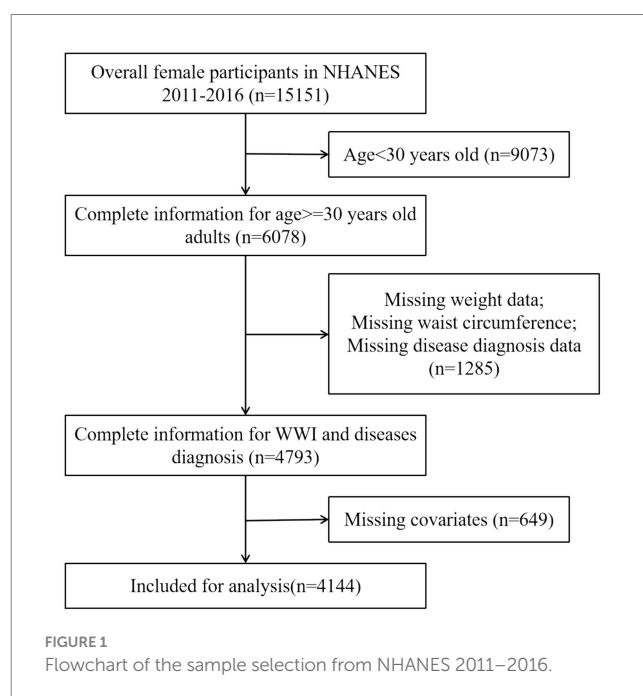 Overall female participants in NHANES
2011-2016 (n=15151)
Age<30 years old (n=9073)
Complete information for age>=30 years old
adults (n=6078)
Missing weight data;
Missing waist circumference;
Missing disease diagnosis data
(n=1285)
Complete information for WWI and diseases
diagnosis (n=4793)
Missing covariates (n=649)
Included for analysis(n=4144)
FIGURE 1
Flowchart of the sample selection from NHANES 2011–2016.